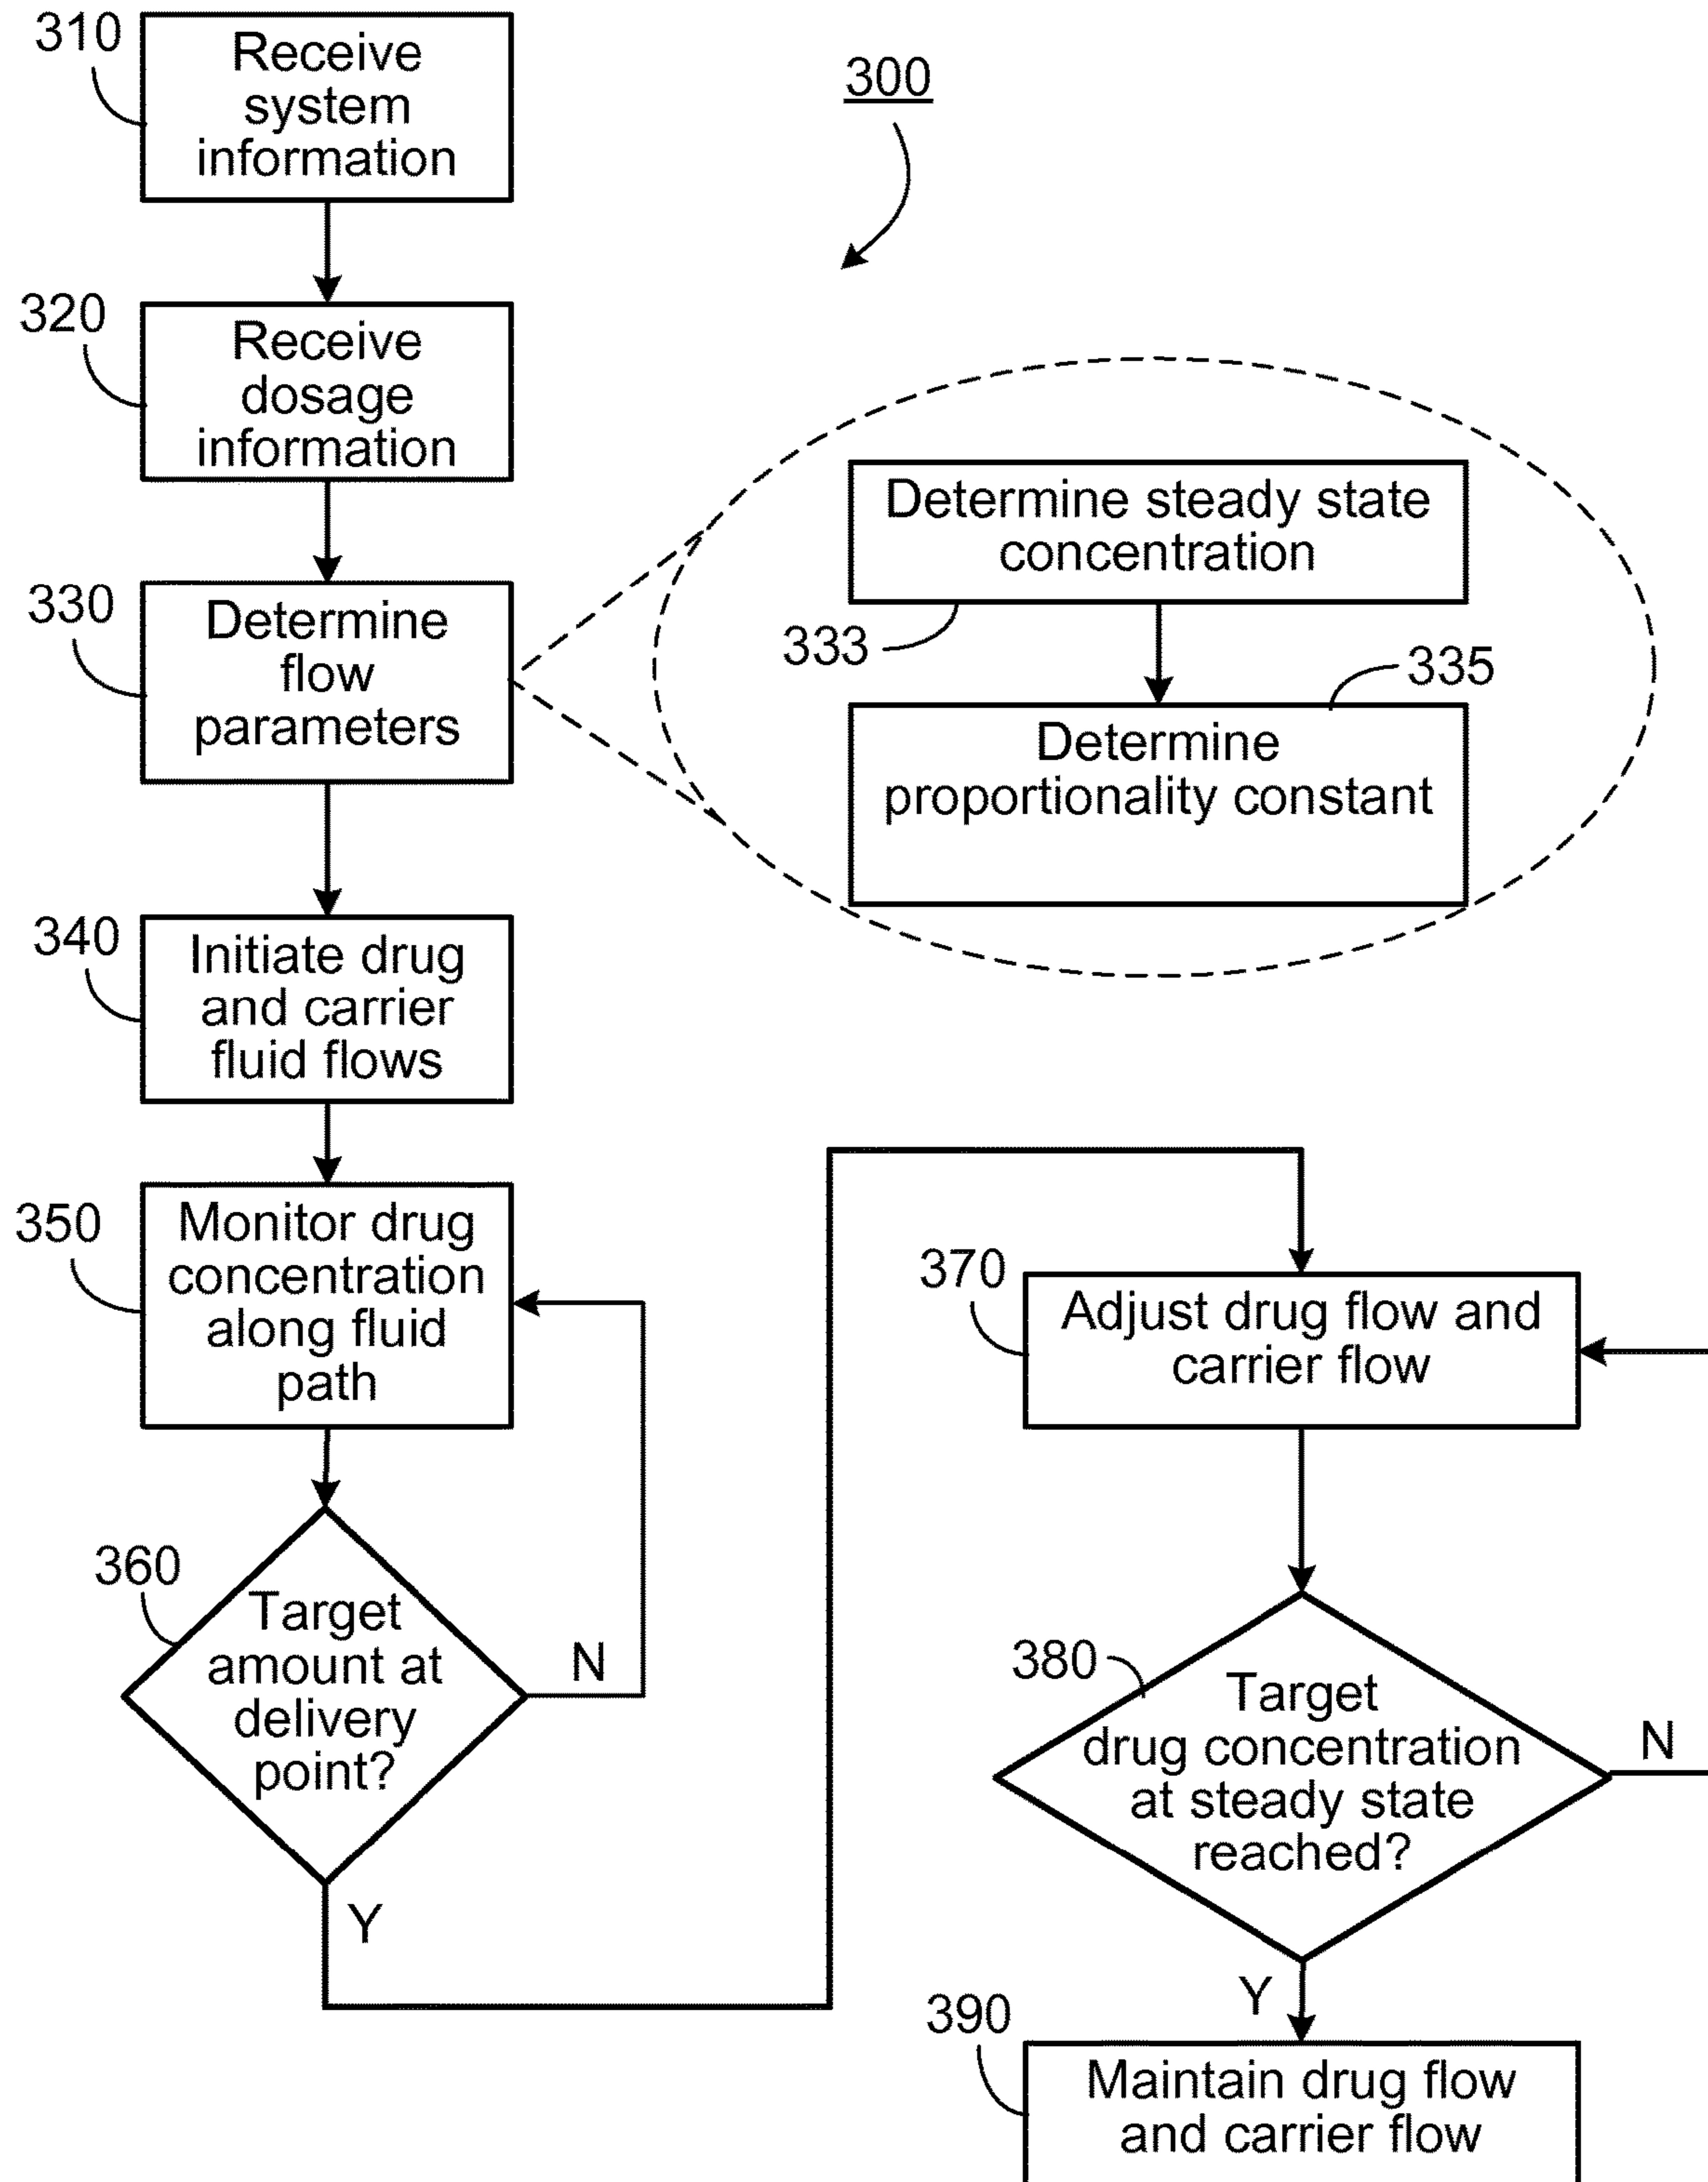 310
Receive
system
information
300
320
Receive
dosage
information
330
Determine
flow
parameters
Determine steady state
concentration
333
335
Determine
proportionality constant
340
Initiate drug
and carrier
fluid flows
350
Monitor drug
concentration
along fluid
path
360
Target
amount at
delivery
point?
N
Y
370
Adjust drug flow and
carrier flow
380
Target
drug concentration
at steady state
reached?
N
Y
390
Maintain drug flow
and carrier flow